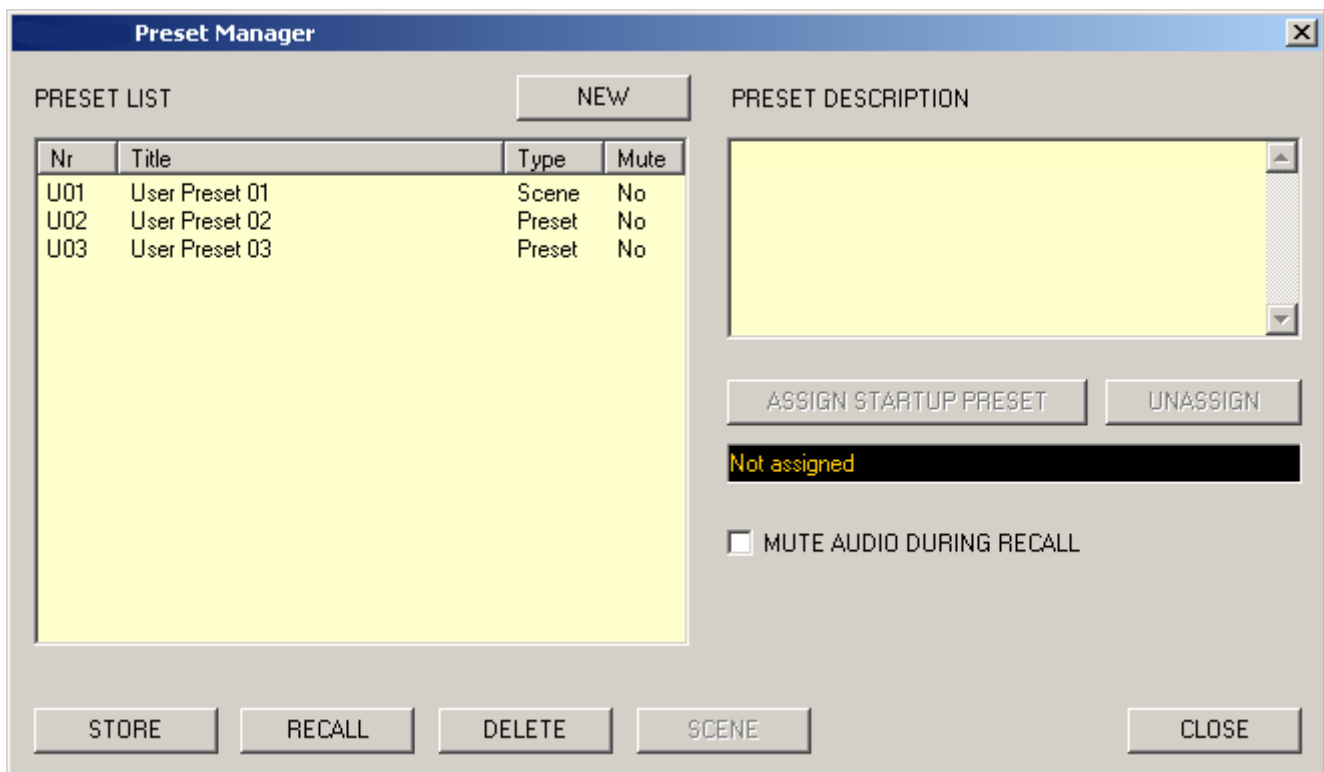 Preset Manager
PRESET LIST
NEW
PRESET DESCRIPTION
Nr Title Type Mute
U01 User Preset 01 Scene No
U02 User Preset 02 Preset No
U03 User Preset 03 Preset No
ASSIGN STARTUP PRESET
UNASSIGN
Not assigned
MUTE AUDIO DURING RECALL
STORE
RECALL
DELETE
SCENE
CLOSE